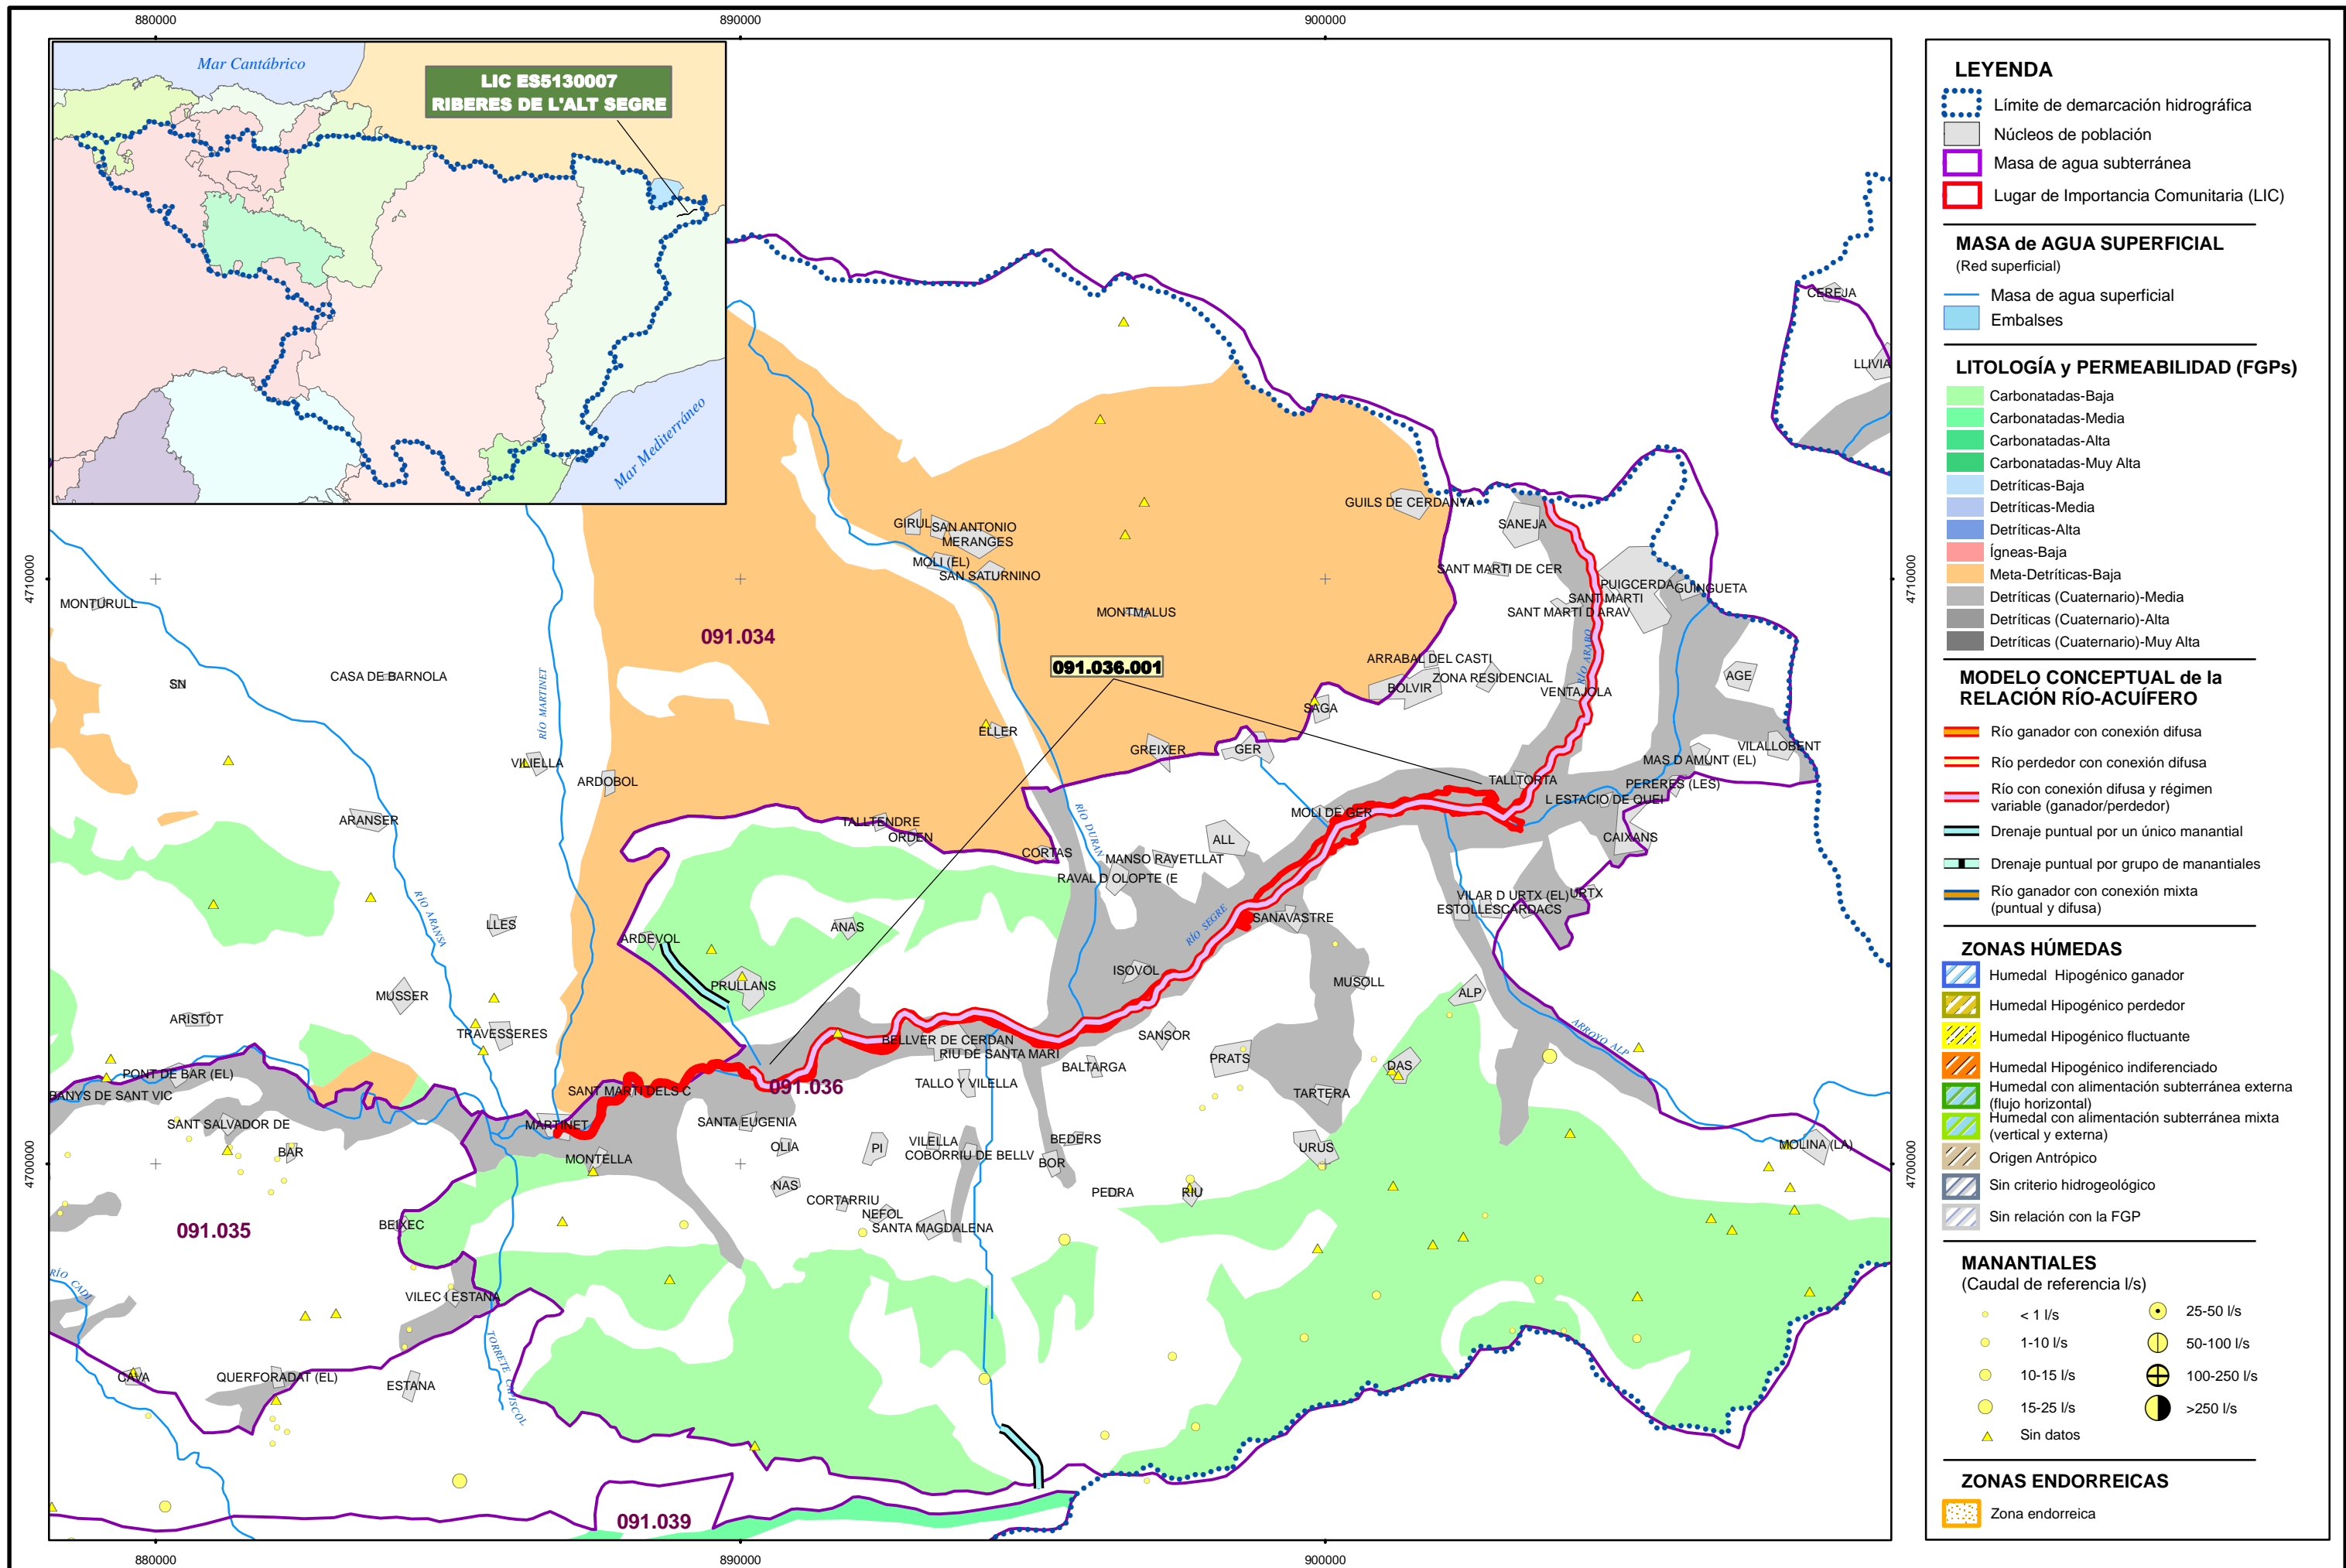 880000
890000
900000
Mar Cantábrico
LIC ES5130007
RIBERES DE L'ALT SEGRE
Mar Mediterráneo
4710000
4710000
4700000
4700000
CEREJA
LLIVIA
GUILS DE CERDANYA
SANEJA
GIRUL
SAN ANTONIO
MERANGES
MOLI (EL)
SAN SATURNINO
SANT MARTI DE CER
PUIGCERDA
GUINGUETA
SANT MARTI
SANT MARTI D ARAV
MONTURULL
MONTMALUS
091.034
091.036.001
RÍO ARABO
ARRABAL DEL CASTI
ZONA RESIDENCIAL
BOLVIR
VENTAJOLA
AGE
SN
CASA DE BARNOLA
RÍO MARTINET
SAGA
ELLER
GREIXER
GER
VILALLOBENT
MAS D AMUNT (EL)
VILIELLA
ARDOBOL
TALLTORTA
PERERES (LES)
L ESTACIO DE QUEI
ARANSER
TALLTENDRE
ORDEN
CORTAS
RÍO DURAN
MOLI DE GER
ALL
CAIXANS
MANSO RAVETLLAT
RAVAL D OLOPTE (E
VILAR D URTX (EL)
URTX
ESTOLL
ESCARDACS
RÍO ARANSA
LLES
ARDEVOL
ANAS
RÍO SEGRE
SANAVASTRE
MUSSER
PRULLANS
ISOVOL
MUSOLL
ALP
ARISTOT
TRAVESSERES
BELLVER DE CERDAN
RIU DE SANTA MARI
SANSOR
BALTARGA
PRATS
DAS
ARROYO ALP
PONT DE BAR (EL)
BANYS DE SANT VIC
SANT MARTI DELS C
091.036
TALLO Y VILELLA
TARTERA
SANT SALVADOR DE
MARTINET
SANTA EUGENIA
BAR
MONTELLA
OLIA
PI
VILELLA
COBORRIU DE BELLV
BEDERS
BOR
URUS
MOLINA (LA)
NAS
CORTARRIU
NEFOL
SANTA MAGDALENA
PEDRA
RIU
091.035
BEIXEC
RÍO CADI
VILEC I ESTANA
TORRETE CAPISCOL
CAVA
QUERFORADAT (EL)
ESTANA
091.039
880000
890000
900000
LEYENDA
Límite de demarcación hidrográfica
Núcleos de población
Masa de agua subterránea
Lugar de Importancia Comunitaria (LIC)
MASA de AGUA SUPERFICIAL
(Red superficial)
Masa de agua superficial
Embalses
LITOLOGÍA y PERMEABILIDAD (FGPs)
Carbonatadas-Baja
Carbonatadas-Media
Carbonatadas-Alta
Carbonatadas-Muy Alta
Detríticas-Baja
Detríticas-Media
Detríticas-Alta
Ígneas-Baja
Meta-Detríticas-Baja
Detríticas (Cuaternario)-Media
Detríticas (Cuaternario)-Alta
Detríticas (Cuaternario)-Muy Alta
MODELO CONCEPTUAL de la
RELACIÓN RÍO-ACUÍFERO
Río ganador con conexión difusa
Río perdedor con conexión difusa
Río con conexión difusa y régimen
variable (ganador/perdedor)
Drenaje puntual por un único manantial
Drenaje puntual por grupo de manantiales
Río ganador con conexión mixta
(puntual y difusa)
ZONAS HÚMEDAS
Humedal Hipogénico ganador
Humedal Hipogénico perdedor
Humedal Hipogénico fluctuante
Humedal Hipogénico indiferenciado
Humedal con alimentación subterránea externa
(flujo horizontal)
Humedal con alimentación subterránea mixta
(vertical y externa)
Origen Antrópico
Sin criterio hidrogeológico
Sin relación con la FGP
MANANTIALES
(Caudal de referencia l/s)
< 1 l/s
1-10 l/s
10-15 l/s
15-25 l/s
Sin datos
25-50 l/s
50-100 l/s
100-250 l/s
>250 l/s
ZONAS ENDORREICAS
Zona endorreica